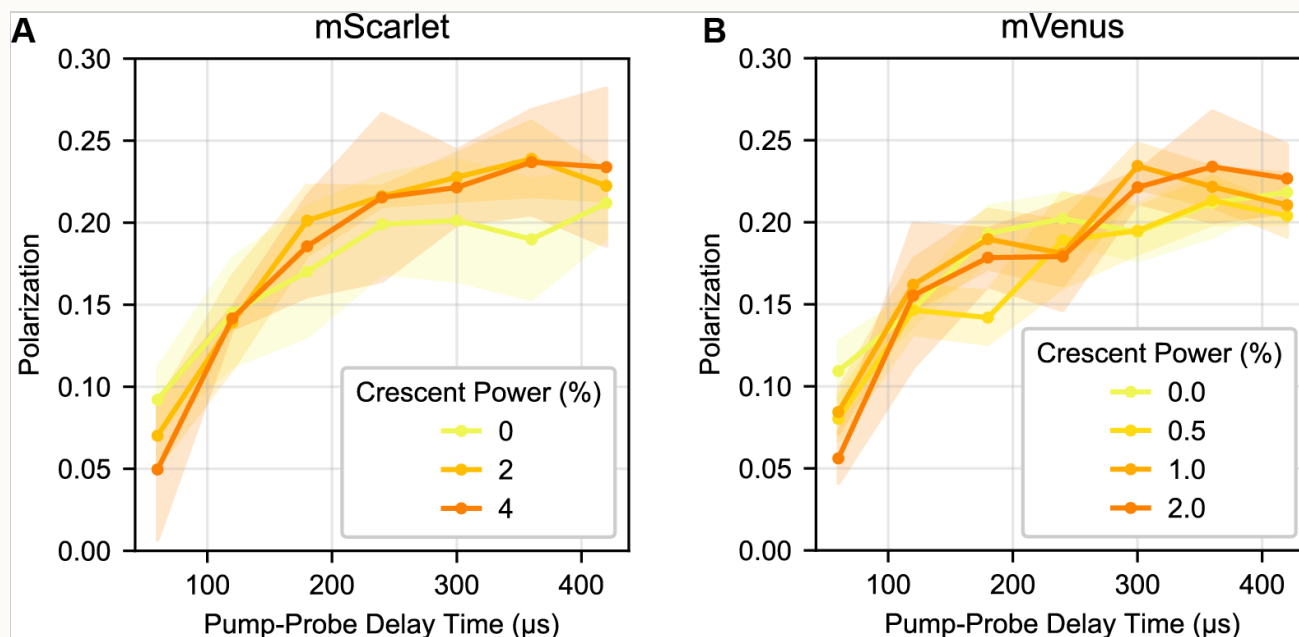 A
mScarlet
0.30
0.25
0.20
0.15
0.10
0.05
0.00
Polarization
Crescent Power (%)
0
2
4
100 200 300 400
Pump-Probe Delay Time (μs)
B
mVenus
0.30
0.25
0.20
0.15
0.10
0.05
0.00
Polarization
Crescent Power (%)
0.0
0.5
1.0
2.0
100 200 300 400
Pump-Probe Delay Time (μs)